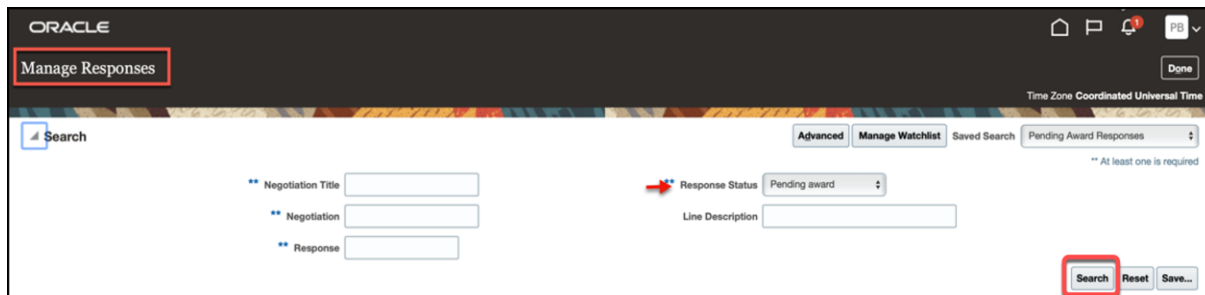 ORACLE
1
PB
Manage Responses
Done
Time Zone Coordinated Universal Time
Search
Advanced
Manage Watchlist
Saved Search
Pending Award Responses
** At least one is required
** Negotiation Title
** Response Status
Pending award
** Negotiation
Line Description
** Response
Search
Reset
Save...